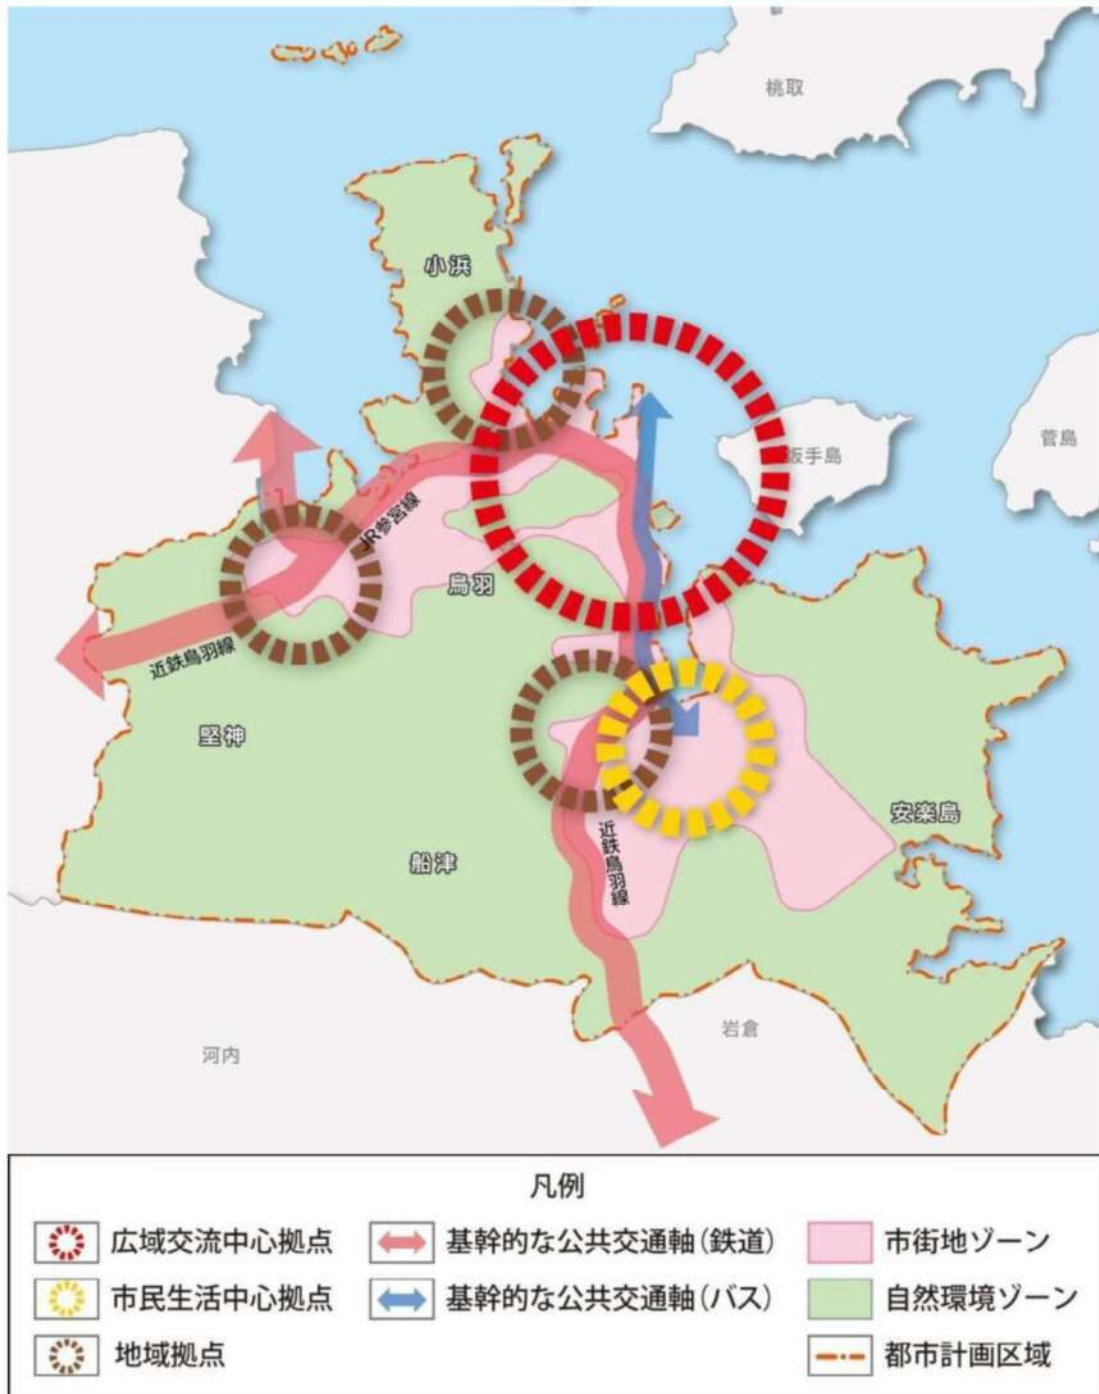 桃取
小浜
菅島
坂手島
JR参宮線
鳥羽
近鉄鳥羽線
堅神
安楽島
近鉄鳥羽線
船津
岩倉
河内
凡例
広域交流中心拠点
基幹的な公共交通軸(鉄道)
市街地ゾーン
市民生活中心拠点
基幹的な公共交通軸(バス)
自然環境ゾーン
地域拠点
都市計画区域